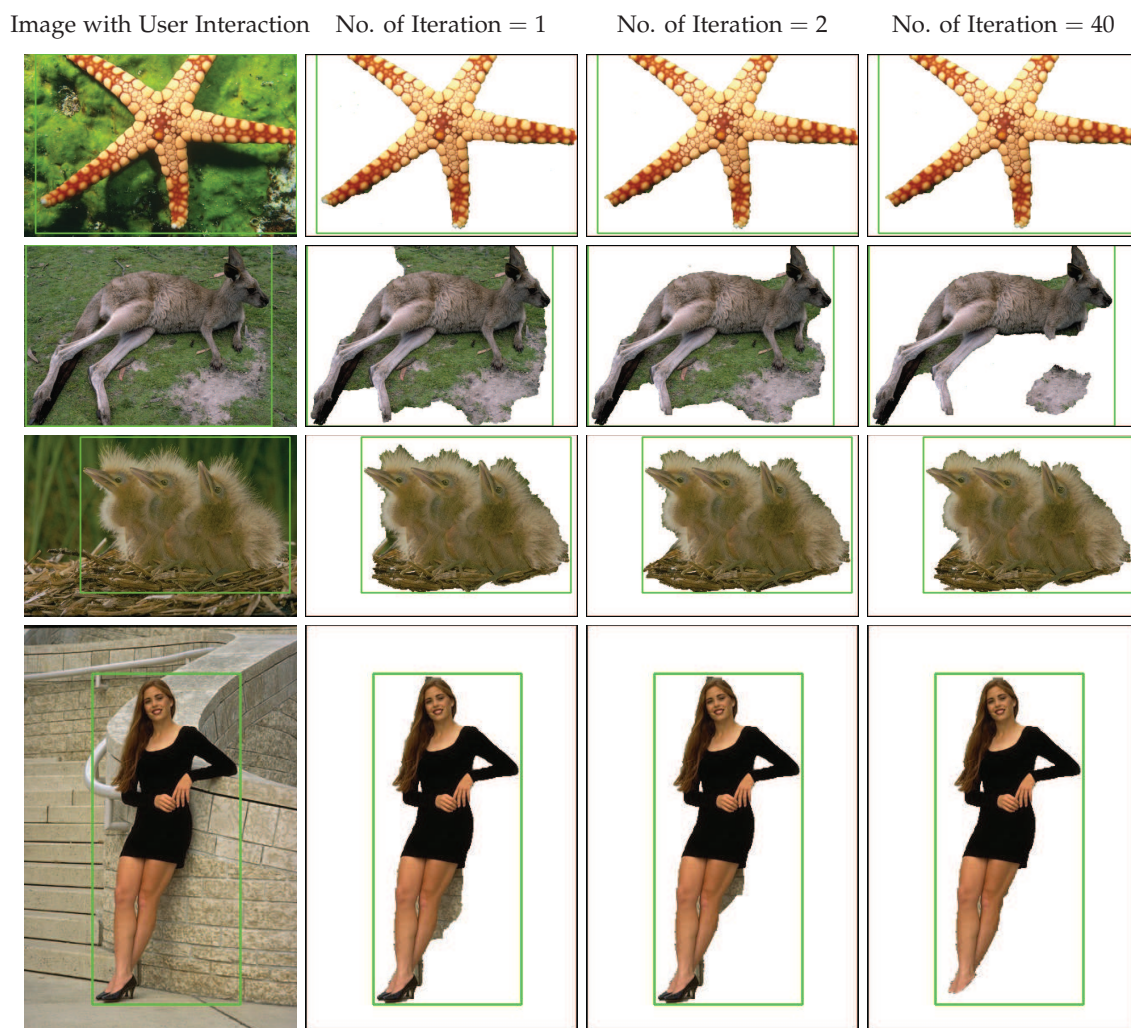 Image with User Interaction No. of Iteration = 1 No. of Iteration = 2 No. of Iteration = 40